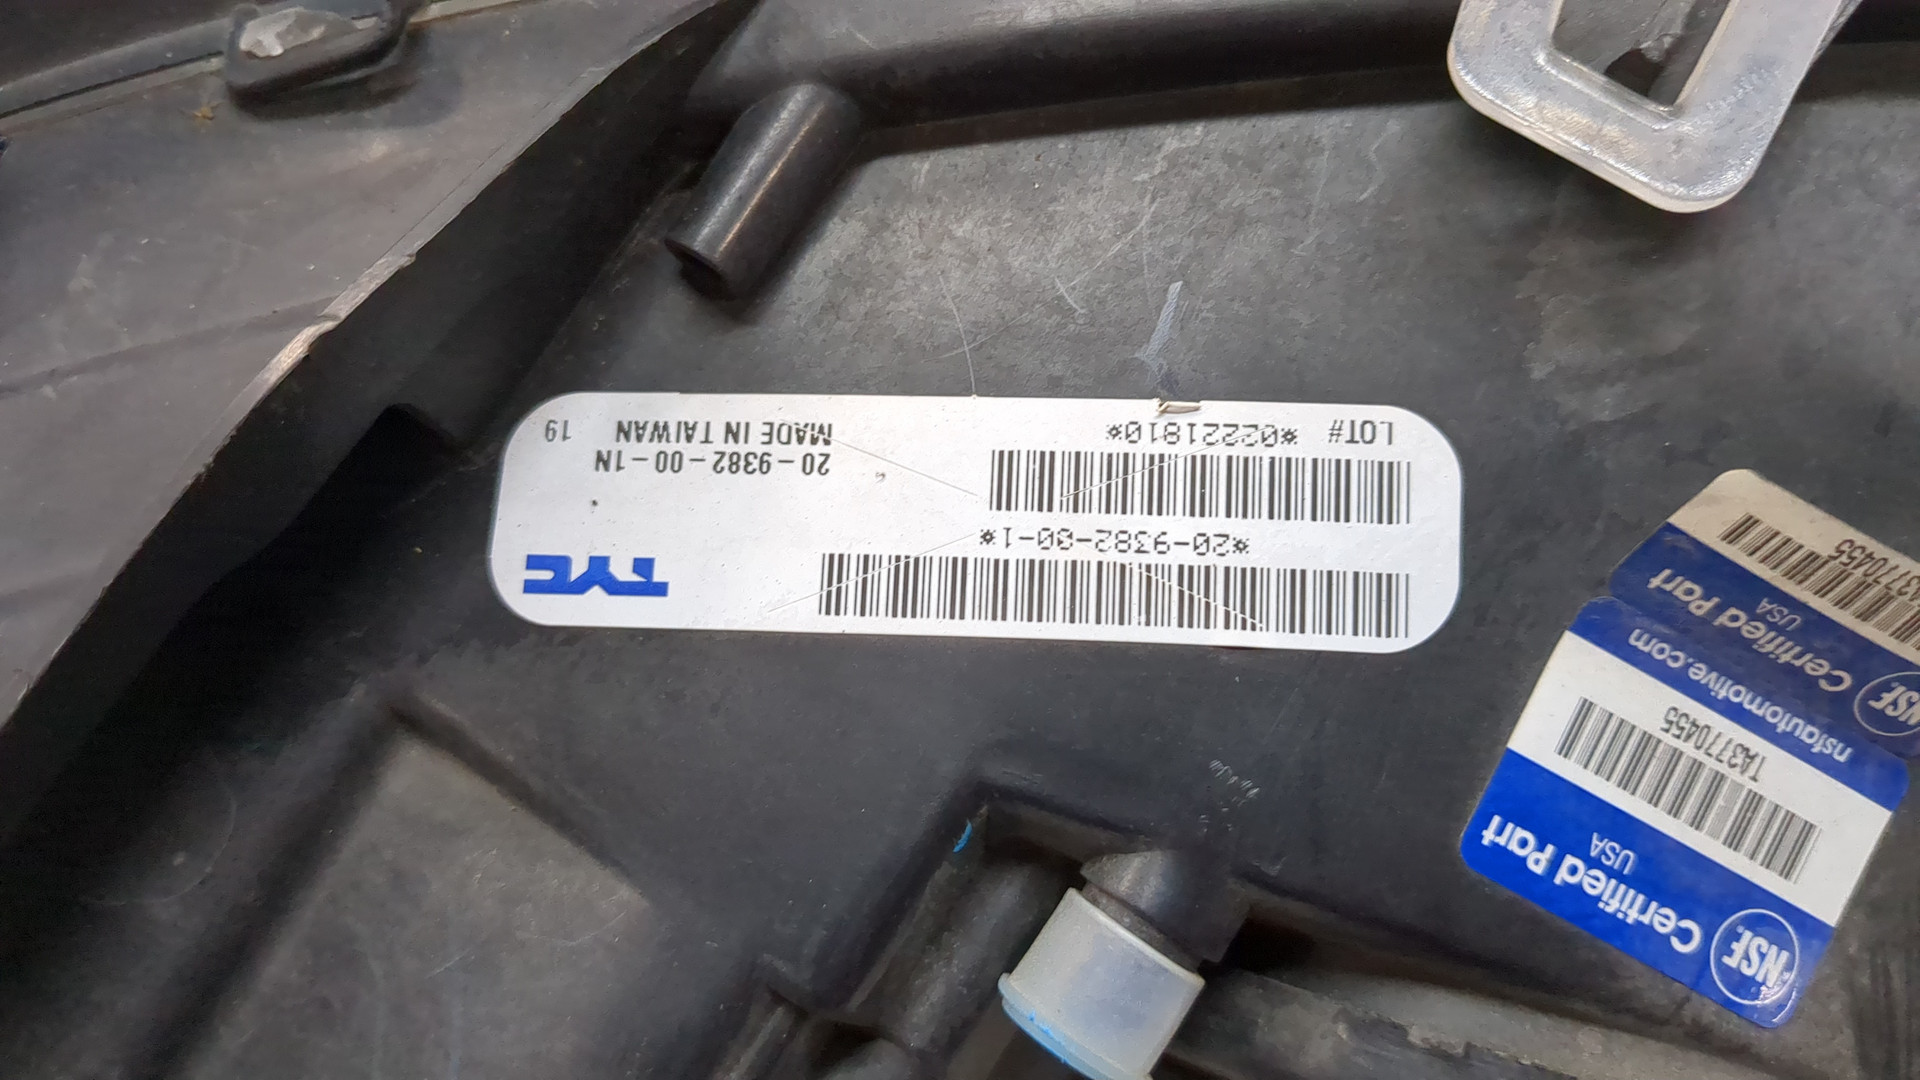 TYC
*20-9382-00-1*
20-9382-00-1N
LOT# *02221810*
MADE IN TAIWAN 19
NSF.
Certified Part
USA
TA3770455
nsfautomotive.com
NSF.
Certified Part
USA
TA3770455